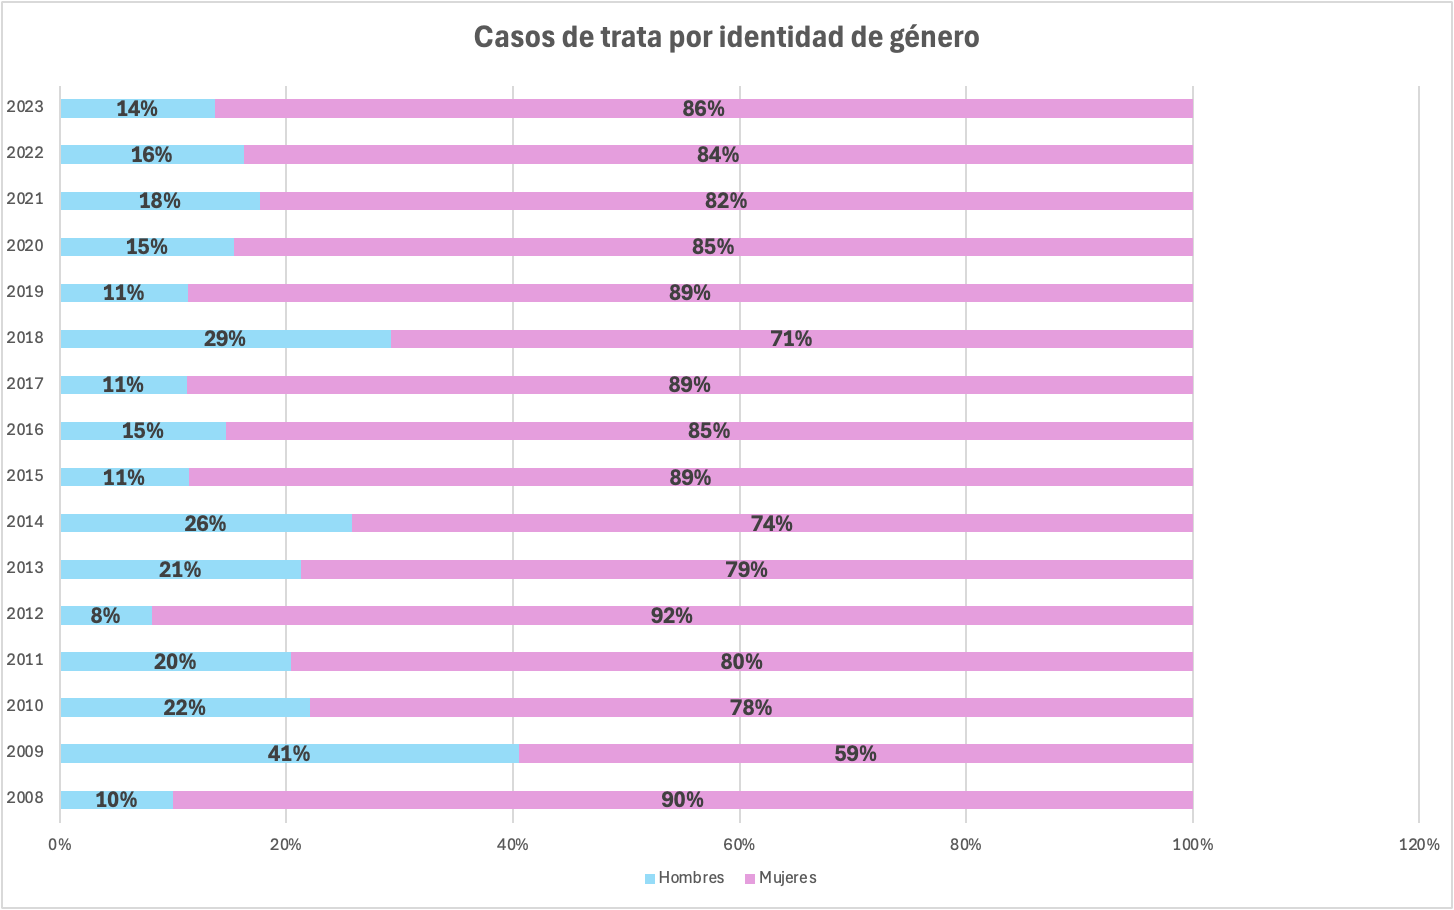 Casos de trata por identidad de género
2023 14% 86%
2022 16% 84%
2021 18% 82%
2020 15% 85%
2019 11% 89%
2018 29% 71%
2017 11% 89%
2016 15% 85%
2015 11% 89%
2014 26% 74%
2013 21% 79%
2012 8% 92%
2011 20% 80%
2010 22% 78%
2009 41% 59%
2008 10% 90%
0% 20% 40% 60% 80% 100% 120%
Hombres Mujeres